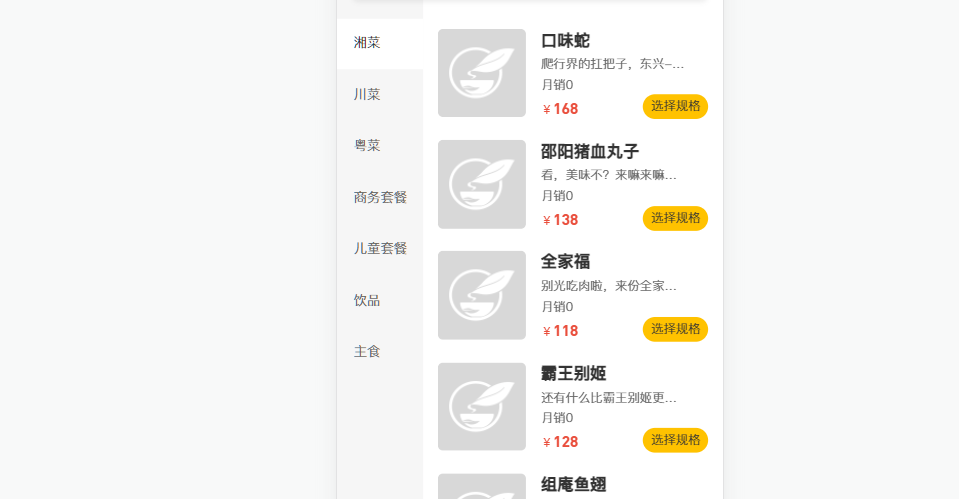 湘菜
川菜
粤菜
商务套餐
儿童套餐
饮品
主食
口味蛇
爬行界的扛把子，东兴-...
月销0
￥168
选择规格
邵阳猪血丸子
看，美味不？来嘛来嘛...
月销0
￥138
选择规格
全家福
别光吃肉啦，来份全家...
月销0
￥118
选择规格
霸王别姬
还有什么比霸王别姬更...
月销0
￥128
选择规格
组庵鱼翅